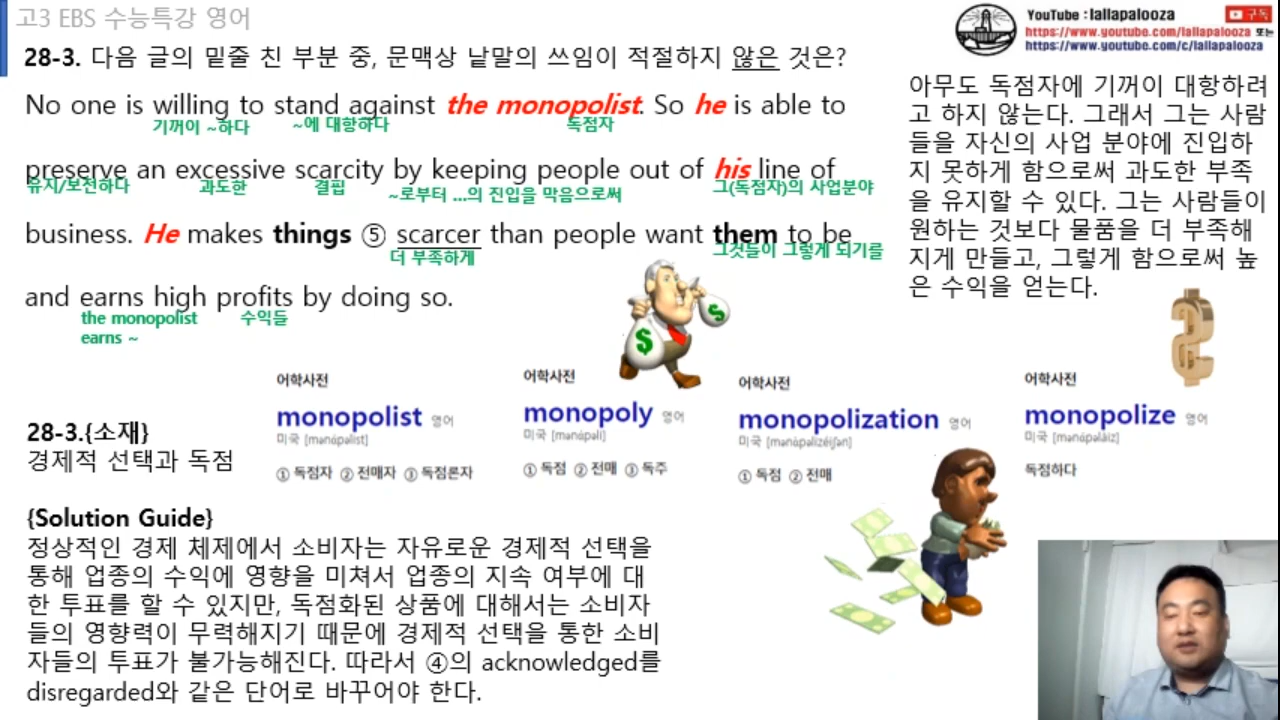 고3 EBS 수능특강 영어
YouTube : lallapalooza
구독
https://www.youtube.com/lallapalooza 또는
https://www.youtube.com/c/lallapalooza
28-3. 다음 글의 밑줄 친 부분 중, 문맥상 낱말의 쓰임이 적절하지 않은 것은?
No one is willing to stand against the monopolist. So he is able to
기꺼이 ~하다 ~에 대항하다 독점자
preserve an excessive scarcity by keeping people out of his line of
유지/보전하다 과도한 결핍 ~로부터 ...의 진입을 막음으로써 그(독점자)의 사업분야
business. He makes things ⑤ scarcer than people want them to be
더 부족하게 그것들이 그렇게 되기를
and earns high profits by doing so.
the monopolist 수익들
earns ~
아무도 독점자에 기꺼이 대항하려
고 하지 않는다. 그래서 그는 사람
들을 자신의 사업 분야에 진입하
지 못하게 함으로써 과도한 부족
을 유지할 수 있다. 그는 사람들이
원하는 것보다 물품을 더 부족해
지게 만들고, 그렇게 함으로써 높
은 수익을 얻는다.
28-3.{소재}
경제적 선택과 독점
어학사전
monopolist 영어
미국 [mənάpəlist]
① 독점자 ② 전매자 ③ 독점론자
어학사전
monopoly 영어
미국 [mənάpəli]
① 독점 ② 전매 ③ 독주
어학사전
monopolization 영어
미국 [mənὰpəlizéiʃən]
① 독점 ② 전매
어학사전
monopolize 영어
미국 [mənάpəlàiz]
독점하다
{Solution Guide}
정상적인 경제 체제에서 소비자는 자유로운 경제적 선택을
통해 업종의 수익에 영향을 미쳐서 업종의 지속 여부에 대
한 투표를 할 수 있지만, 독점화된 상품에 대해서는 소비자
들의 영향력이 무력해지기 때문에 경제적 선택을 통한 소비
자들의 투표가 불가능해진다. 따라서 ④의 acknowledged를
disregarded와 같은 단어로 바꾸어야 한다.